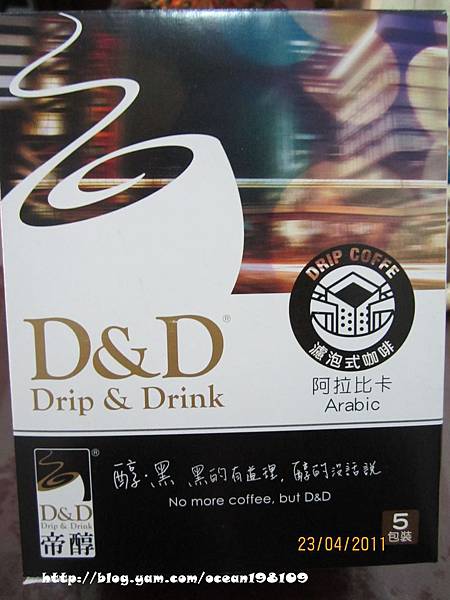 DRIP COFFE
濾泡式咖啡
D&D®
Drip & Drink
阿拉比卡
Arabic
醇·黑 黑的有道理,醇的沒話說
No more coffee, but D&D
®
D&D
Drip & Drink
帝醇
5
包裝
23/04/2011
http://blog.yam.com/ocean198109